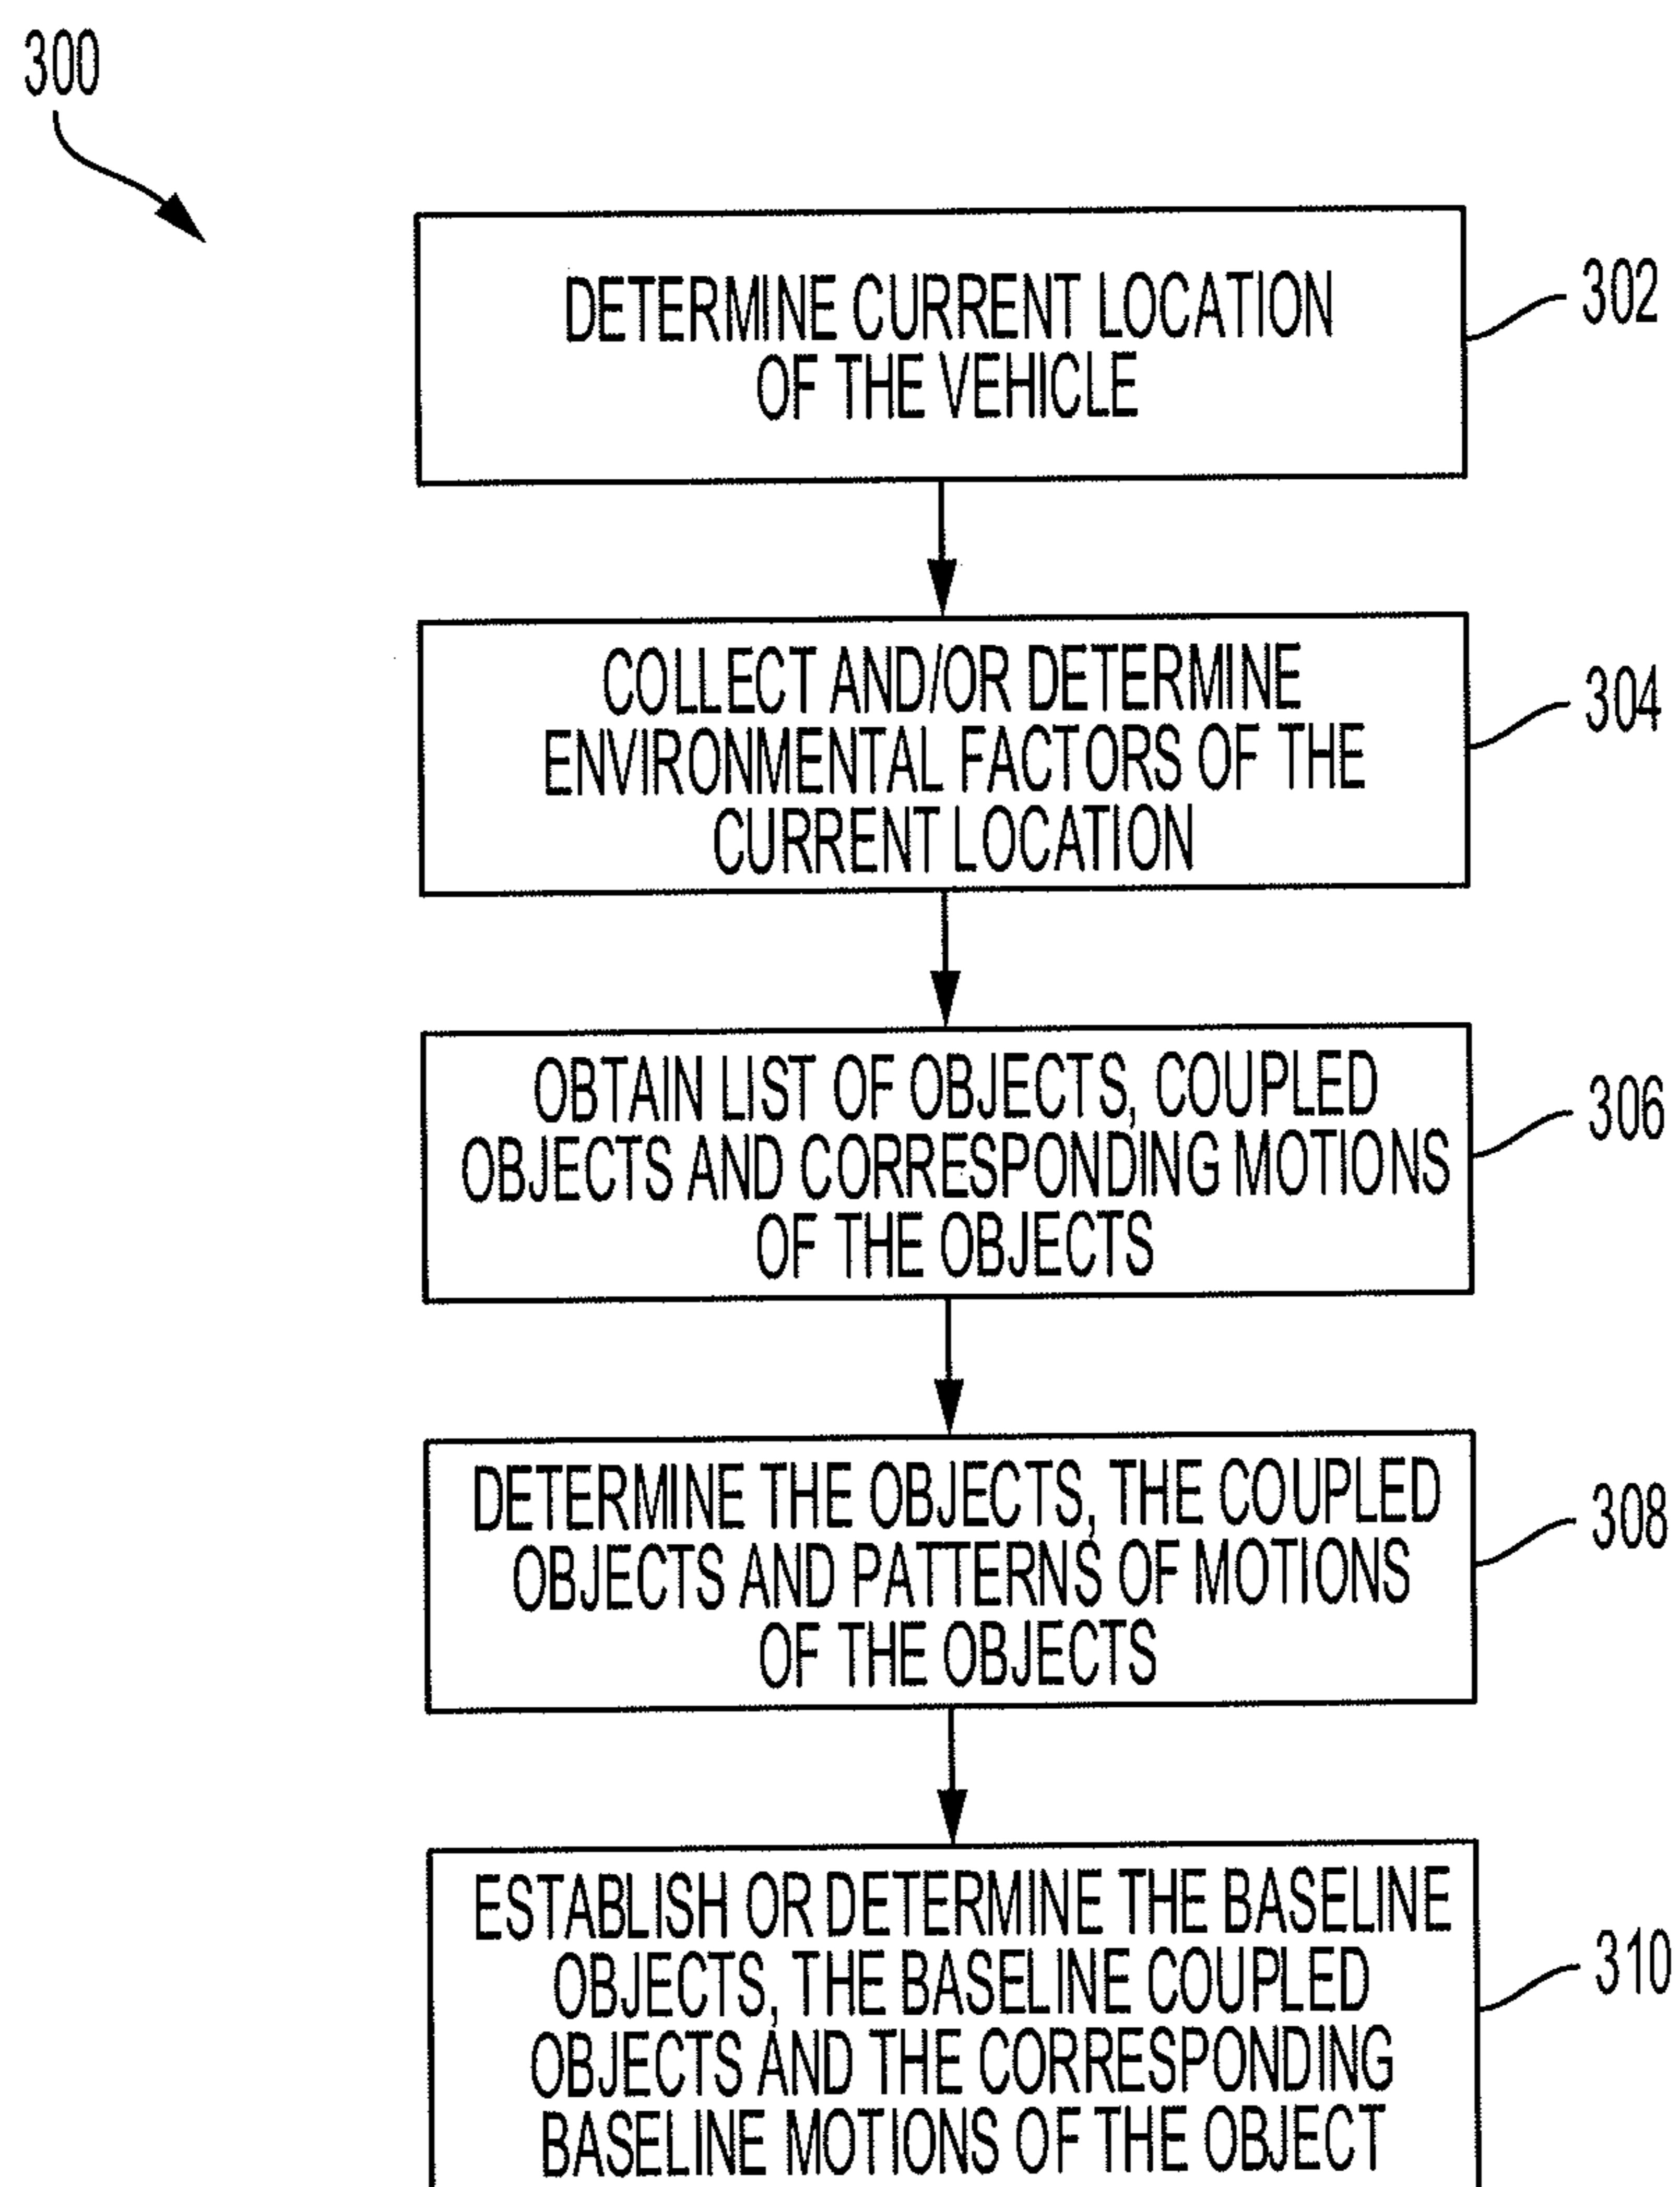 300
DETERMINE CURRENT LOCATION
OF THE VEHICLE
302
COLLECT AND/OR DETERMINE
ENVIRONMENTAL FACTORS OF THE
CURRENT LOCATION
304
OBTAIN LIST OF OBJECTS, COUPLED
OBJECTS AND CORRESPONDING MOTIONS
OF THE OBJECTS
306
DETERMINE THE OBJECTS, THE COUPLED
OBJECTS AND PATTERNS OF MOTIONS
OF THE OBJECTS
308
ESTABLISH OR DETERMINE THE BASELINE
OBJECTS, THE BASELINE COUPLED
OBJECTS AND THE CORRESPONDING
BASELINE MOTIONS OF THE OBJECT
310